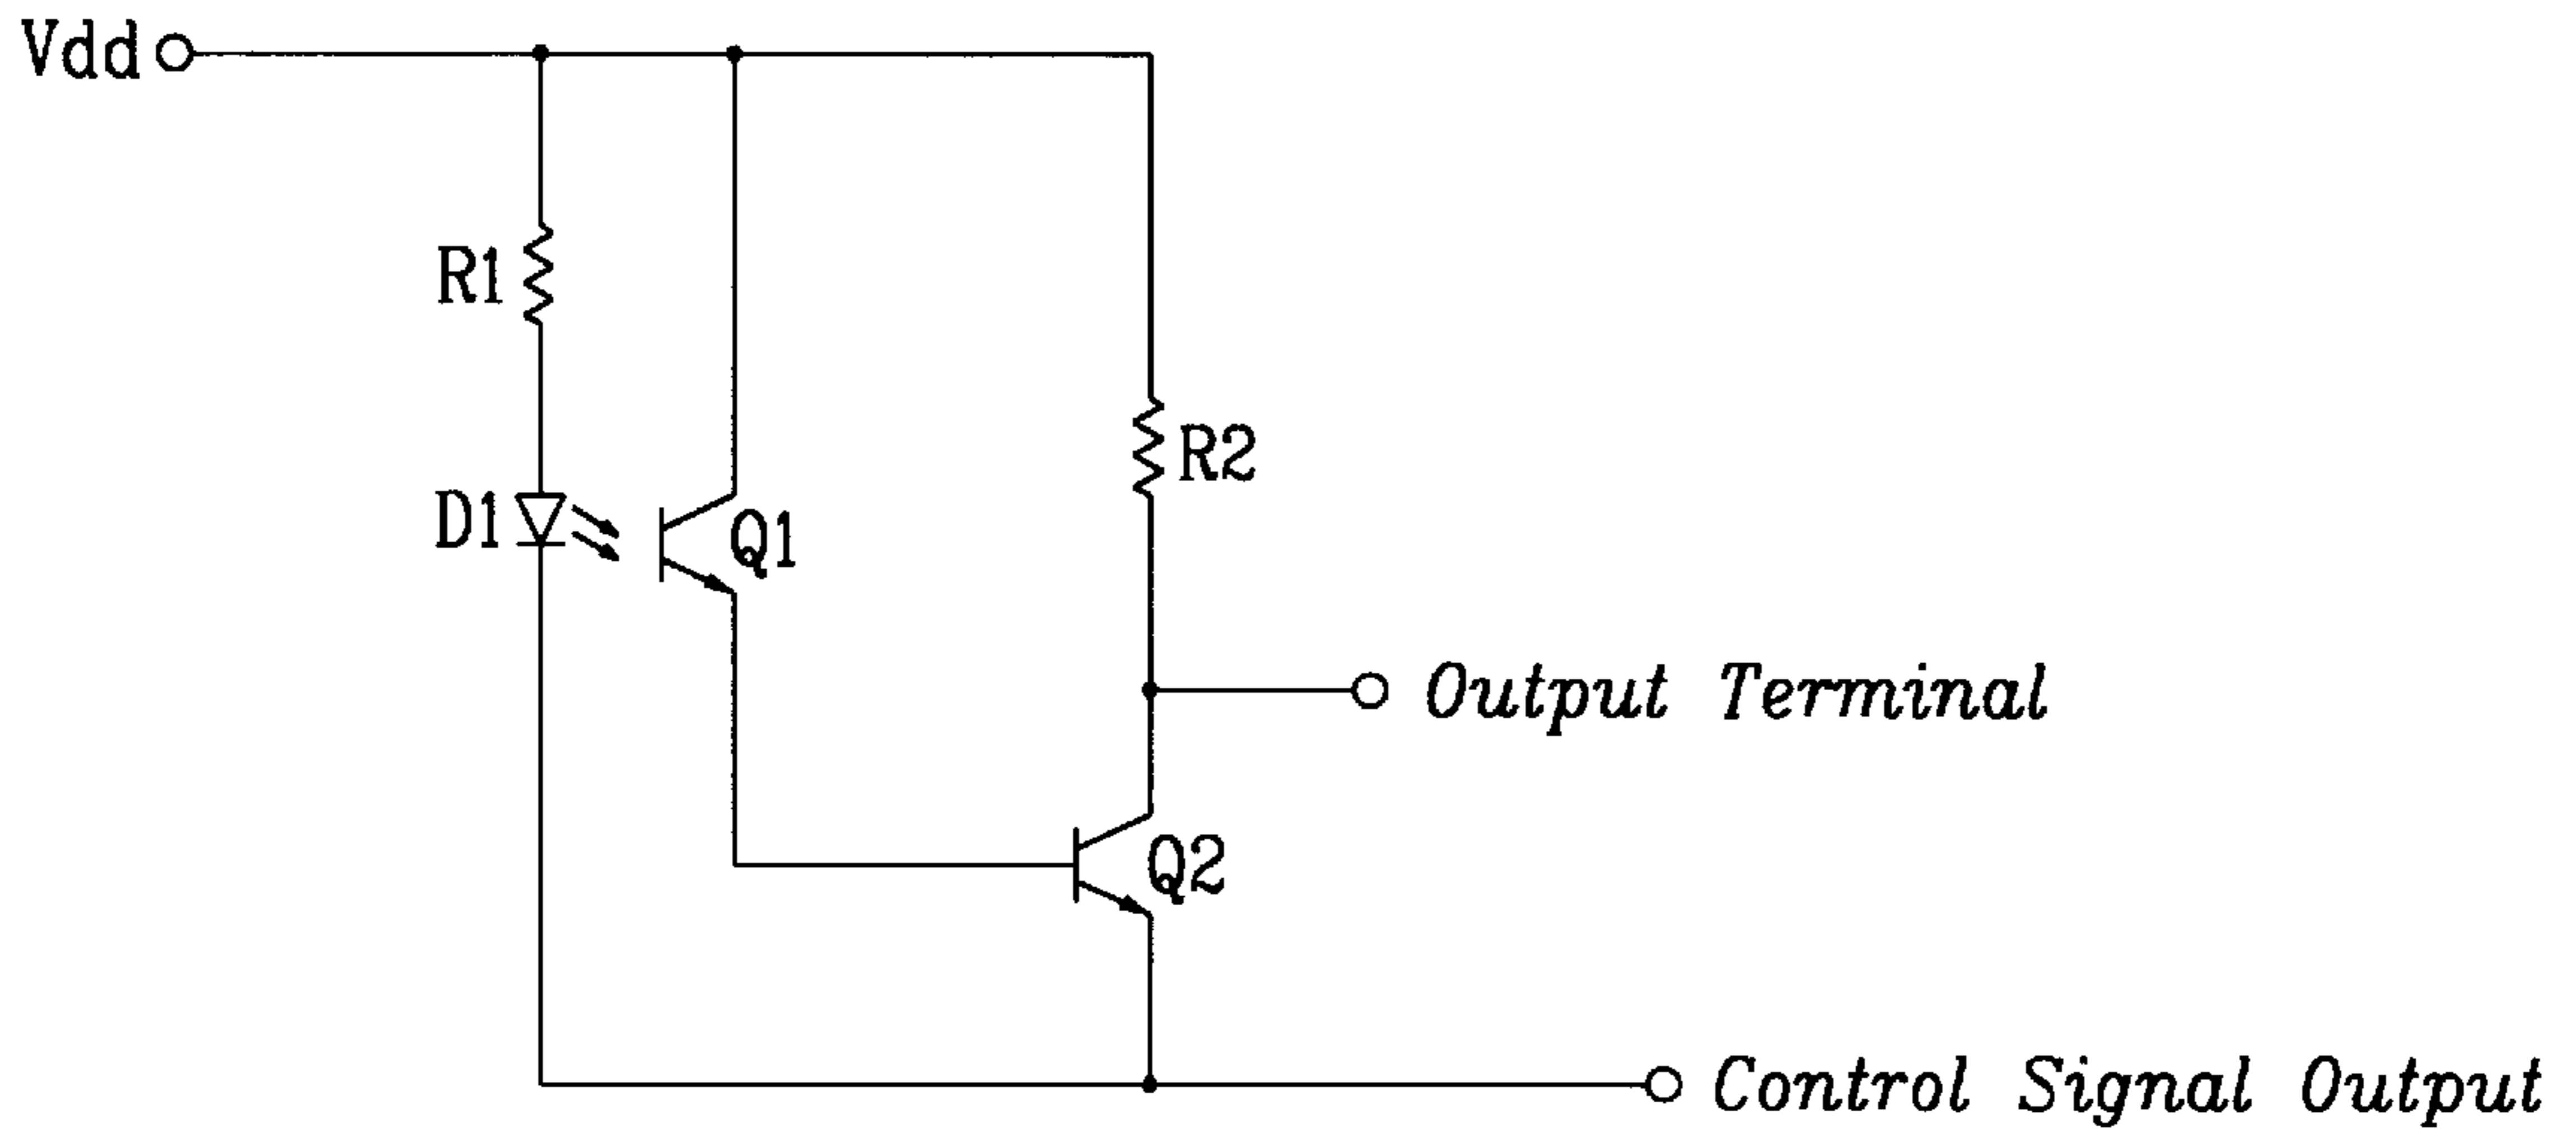 Vdd
R1
R2
D1
Q1
Output Terminal
Q2
Control Signal Output